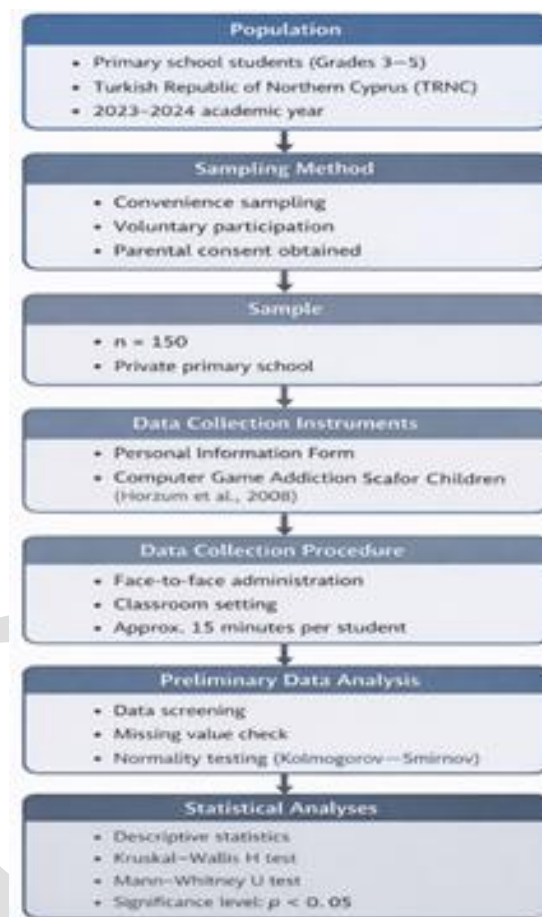 Population
• Primary school students (Grades 3–5)
• Turkish Republic of Northern Cyprus (TRNC)
• 2023–2024 academic year
Sampling Method
• Convenience sampling
• Voluntary participation
• Parental consent obtained
Sample
• n = 150
• Private primary school
Data Collection Instruments
• Personal Information Form
• Computer Game Addiction Scafor Children
(Horzum et al., 2008)
Data Collection Procedure
• Face-to-face administration
• Classroom setting
• Approx. 15 minutes per student
Preliminary Data Analysis
• Data screening
• Missing value check
• Normality testing (Kolmogorov—Smirnov)
Statistical Analyses
• Descriptive statistics
• Kruskal–Wallis H test
• Mann–Whitney U test
• Significance level: p < 0.05